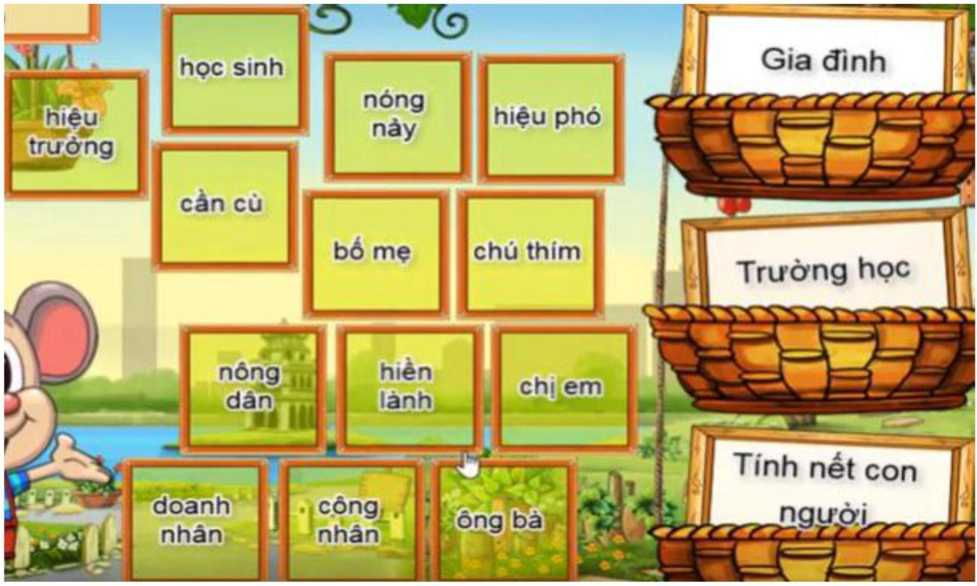 học sinh
nóng
nảy
hiệu phó
hiệu
trưởng
cần cù
bố mẹ
chú thím
nông
dân
hiền
lành
chị em
doanh
nhân
công
nhân
ông bà
Gia đình
Trường học
Tính nết con
người